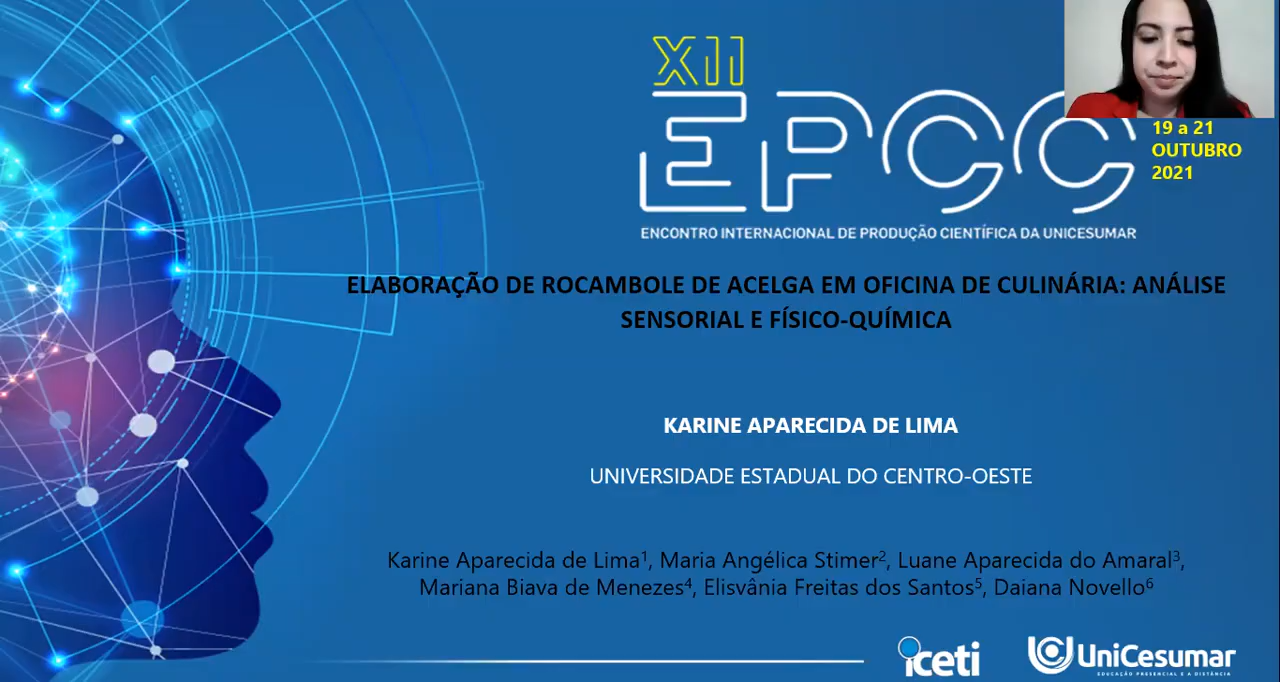 XII
EPCC
19 a 21
OUTUBRO
2021
ENCONTRO INTERNACIONAL DE PRODUÇÃO CIENTÍFICA DA UNICESUMAR
ELABORAÇÃO DE ROCAMBOLE DE ACELGA EM OFICINA DE CULINÁRIA: ANÁLISE
SENSORIAL E FÍSICO-QUÍMICA
KARINE APARECIDA DE LIMA
UNIVERSIDADE ESTADUAL DO CENTRO-OESTE
Karine Aparecida de Lima¹, Maria Angélica Stimer², Luane Aparecida do Amaral³,
Mariana Biava de Menezes⁴, Elisvânia Freitas dos Santos⁵, Daiana Novello⁶
iceti
UniCesumar
EDUCAÇÃO PRESENCIAL E A DISTÂNCIA